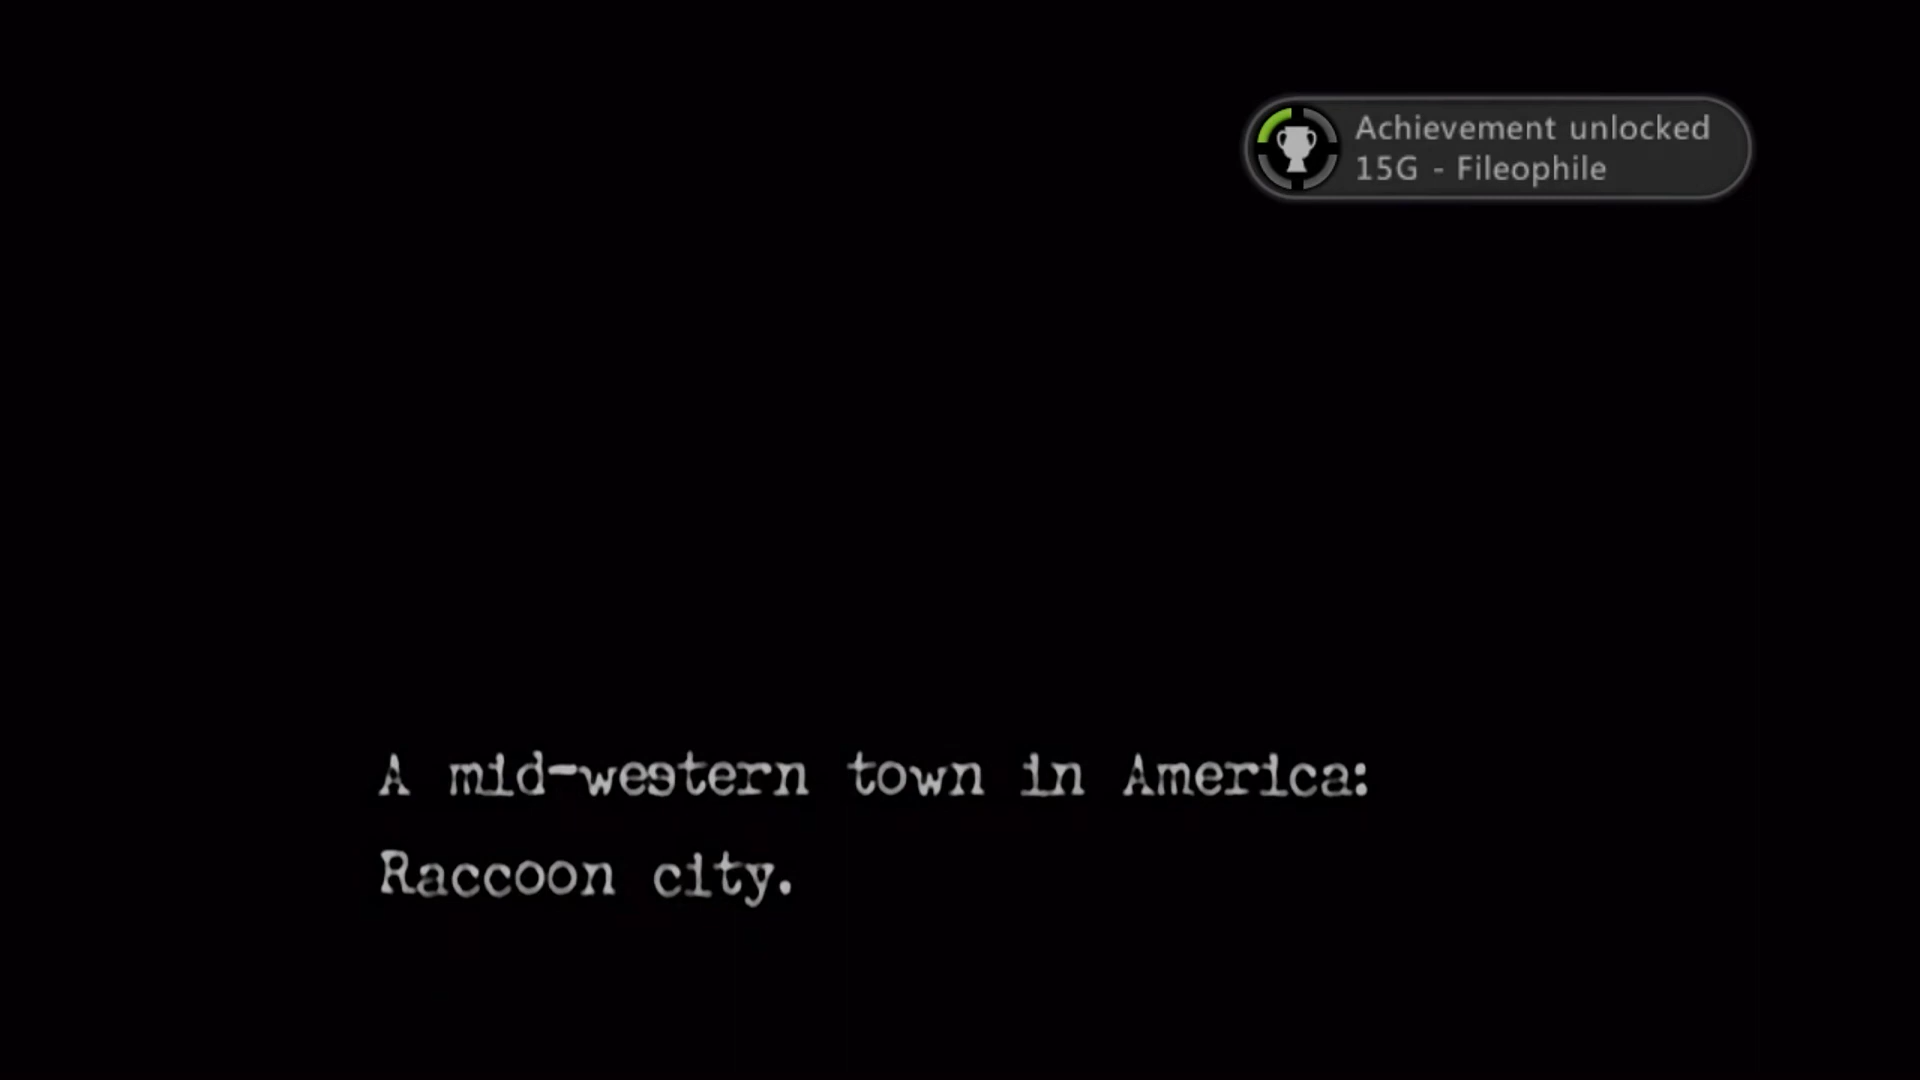 Achievement unlocked
15G - Fileophile
A mid-western town in America:
Raccoon city.